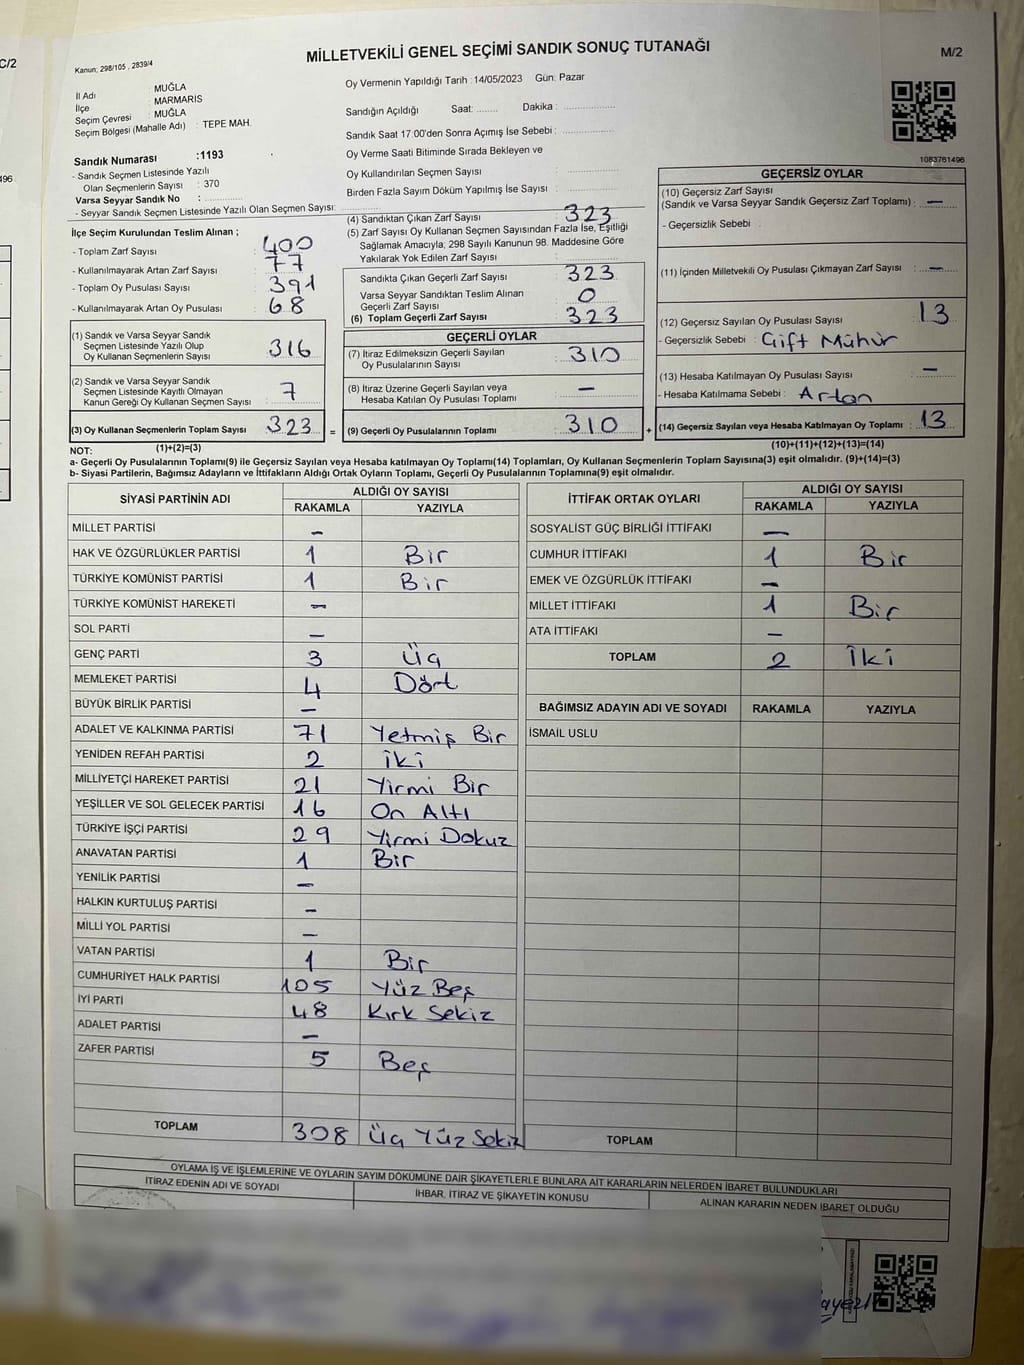 C/2
496
MİLLETVEKİLİ GENEL SEÇİMİ SANDIK SONUÇ TUTANAĞI
M/2
Kanun; 298/105 , 2839/4
İl Adı : MUĞLA
İlçe : MARMARİS
Seçim Çevresi : MUĞLA
Seçim Bölgesi (Mahalle Adı) : TEPE MAH.
Oy Vermenin Yapıldığı Tarih : 14/05/2023 Gün: Pazar
Sandığın Açıldığı Saat: ........ Dakika : ....................
Sandık Saat 17.00'den Sonra Açımış İse Sebebi : ....................
Oy Verme Saati Bitiminde Sırada Bekleyen ve
Oy Kullandırılan Seçmen Sayısı
Birden Fazla Sayım Döküm Yapılmış İse Sayısı
1083761496
Sandık Numarası :1193
- Sandık Seçmen Listesinde Yazılı
Olan Seçmenlerin Sayısı : 370
Varsa Seyyar Sandık No :
- Seyyar Sandık Seçmen Listesinde Yazılı Olan Seçmen Sayısı:
İlçe Seçim Kurulundan Teslim Alınan ;
- Toplam Zarf Sayısı : 400
- Kullanılmayarak Artan Zarf Sayısı : 77
- Toplam Oy Pusulası Sayısı : 391
- Kullanılmayarak Artan Oy Pusulası : 68
(1) Sandık ve Varsa Seyyar Sandık
Seçmen Listesinde Yazılı Olup
Oy Kullanan Seçmenlerin Sayısı : 316
(2) Sandık ve Varsa Seyyar Sandık
Seçmen Listesinde Kayıtlı Olmayan
Kanun Gereği Oy Kullanan Seçmen Sayısı : 7
(3) Oy Kullanan Seçmenlerin Toplam Sayısı : 323 =
(1)+(2)=(3)
(4) Sandıktan Çıkan Zarf Sayısı : 323
(5) Zarf Sayısı Oy Kullanan Seçmen Sayısından Fazla İse, Eşitliği
Sağlamak Amacıyla; 298 Sayılı Kanunun 98. Maddesine Göre
Yakılarak Yok Edilen Zarf Sayısı
Sandıkta Çıkan Geçerli Zarf Sayısı : 323
Varsa Seyyar Sandıktan Teslim Alınan
Geçerli Zarf Sayısı : 0
(6) Toplam Geçerli Zarf Sayısı : 323
GEÇERLİ OYLAR
(7) İtiraz Edilmeksizin Geçerli Sayılan
Oy Pusulalarının Sayısı : 310
(8) İtiraz Üzerine Geçerli Sayılan veya
Hesaba Katılan Oy Pusulası Toplamı : —
(9) Geçerli Oy Pusulalarının Toplamı : 310 +
GEÇERSİZ OYLAR
(10) Geçersiz Zarf Sayısı
(Sandık ve Varsa Seyyar Sandık Geçersiz Zarf Toplamı) : —
- Geçersizlik Sebebi :
(11) İçinden Milletvekili Oy Pusulası Çıkmayan Zarf Sayısı : —
(12) Geçersiz Sayılan Oy Pusulası Sayısı : 13
- Geçersizlik Sebebi : Çift Mühür
(13) Hesaba Katılmayan Oy Pusulası Sayısı : —
- Hesaba Katılmama Sebebi : Artan
(14) Geçersiz Sayılan veya Hesaba Katılmayan Oy Toplamı : 13
(10)+(11)+(12)+(13)=(14)
NOT:
a- Geçerli Oy Pusulalarının Toplamı(9) ile Geçersiz Sayılan veya Hesaba katılmayan Oy Toplamı(14) Toplamları, Oy Kullanan Seçmenlerin Toplam Sayısına(3) eşit olmalıdır. (9)+(14)=(3)
b- Siyasi Partilerin, Bağımsız Adayların ve İttifakların Aldığı Ortak Oyların Toplamı, Geçerli Oy Pusulalarının Toplamına(9) eşit olmalıdır.
SİYASİ PARTİNİN ADI ALDIĞI OY SAYISI
RAKAMLA YAZIYLA
MİLLET PARTİSİ —
HAK VE ÖZGÜRLÜKLER PARTİSİ 1 Bir
TÜRKİYE KOMÜNİST PARTİSİ 1 Bir
TÜRKİYE KOMÜNİST HAREKETİ —
SOL PARTİ —
GENÇ PARTİ 3 Üç
MEMLEKET PARTİSİ 4 Dört
BÜYÜK BİRLİK PARTİSİ —
ADALET VE KALKINMA PARTİSİ 71 Yetmiş Bir
YENİDEN REFAH PARTİSİ 2 İki
MİLLİYETÇİ HAREKET PARTİSİ 21 Yirmi Bir
YEŞİLLER VE SOL GELECEK PARTİSİ 16 On Altı
TÜRKİYE İŞÇİ PARTİSİ 29 Yirmi Dokuz
ANAVATAN PARTİSİ 1 Bir
YENİLİK PARTİSİ —
HALKIN KURTULUŞ PARTİSİ —
MİLLİ YOL PARTİSİ —
VATAN PARTİSİ 1 Bir
CUMHURİYET HALK PARTİSİ 105 Yüz Beş
İYİ PARTİ 48 Kırk Sekiz
ADALET PARTİSİ —
ZAFER PARTİSİ 5 Beş
TOPLAM 308 Üç Yüz Sekiz
İTTİFAK ORTAK OYLARI ALDIĞI OY SAYISI
RAKAMLA YAZIYLA
SOSYALİST GÜÇ BİRLİĞİ İTTİFAKI —
CUMHUR İTTİFAKI 1 Bir
EMEK VE ÖZGÜRLÜK İTTİFAKI —
MİLLET İTTİFAKI 1 Bir
ATA İTTİFAKI —
TOPLAM 2 İki
BAĞIMSIZ ADAYIN ADI VE SOYADI RAKAMLA YAZIYLA
İSMAİL USLU
TOPLAM
OYLAMA İŞ VE İŞLEMLERİNE VE OYLARIN SAYIM DÖKÜMÜNE DAİR ŞİKAYETLERLE BUNLARA AİT KARARLARIN NELERDEN İBARET BULUNDUKLARI
İTİRAZ EDENİN ADI VE SOYADI İHBAR, İTİRAZ VE ŞİKAYETİN KONUSU ALINAN KARARIN NEDEN İBARET OLDUĞU